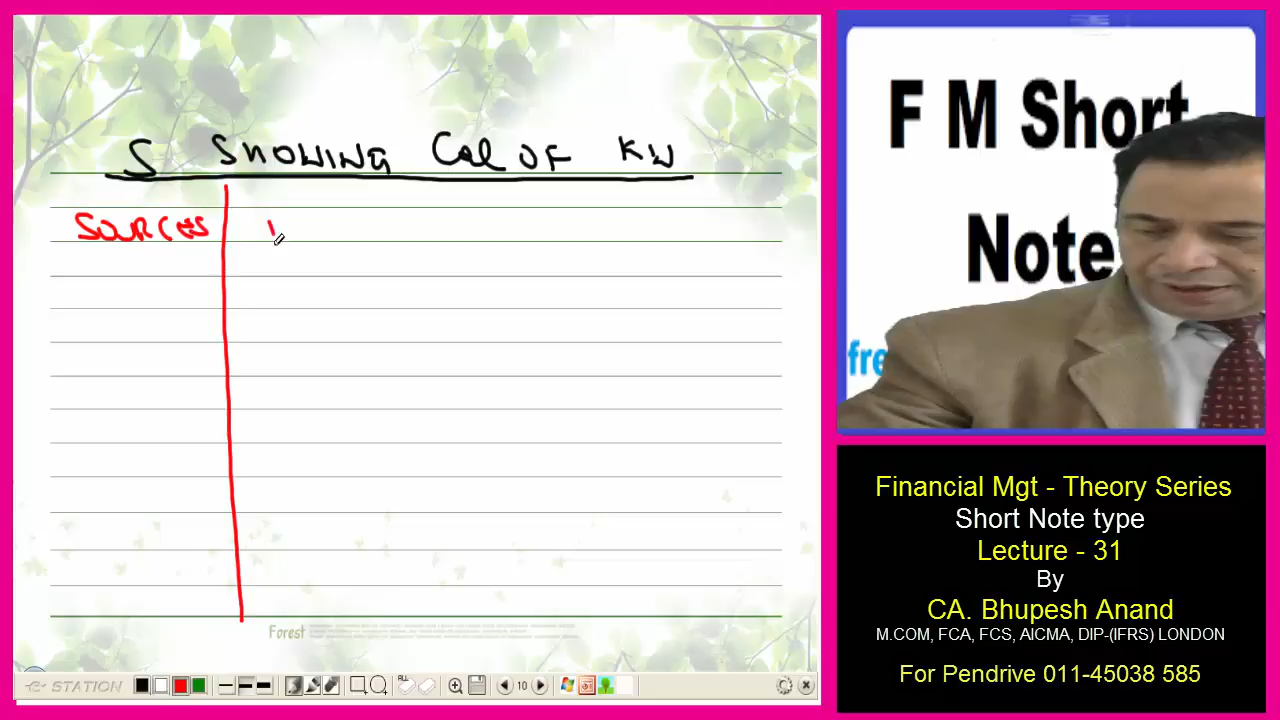 S SHOWING Cal OF KW
SOURCES
Forest
e-STATION
10
F M Short
Note
fre
Financial Mgt - Theory Series
Short Note type
Lecture - 31
By
CA. Bhupesh Anand
M.COM, FCA, FCS, AICMA, DIP-(IFRS) LONDON
For Pendrive 011-45038 585